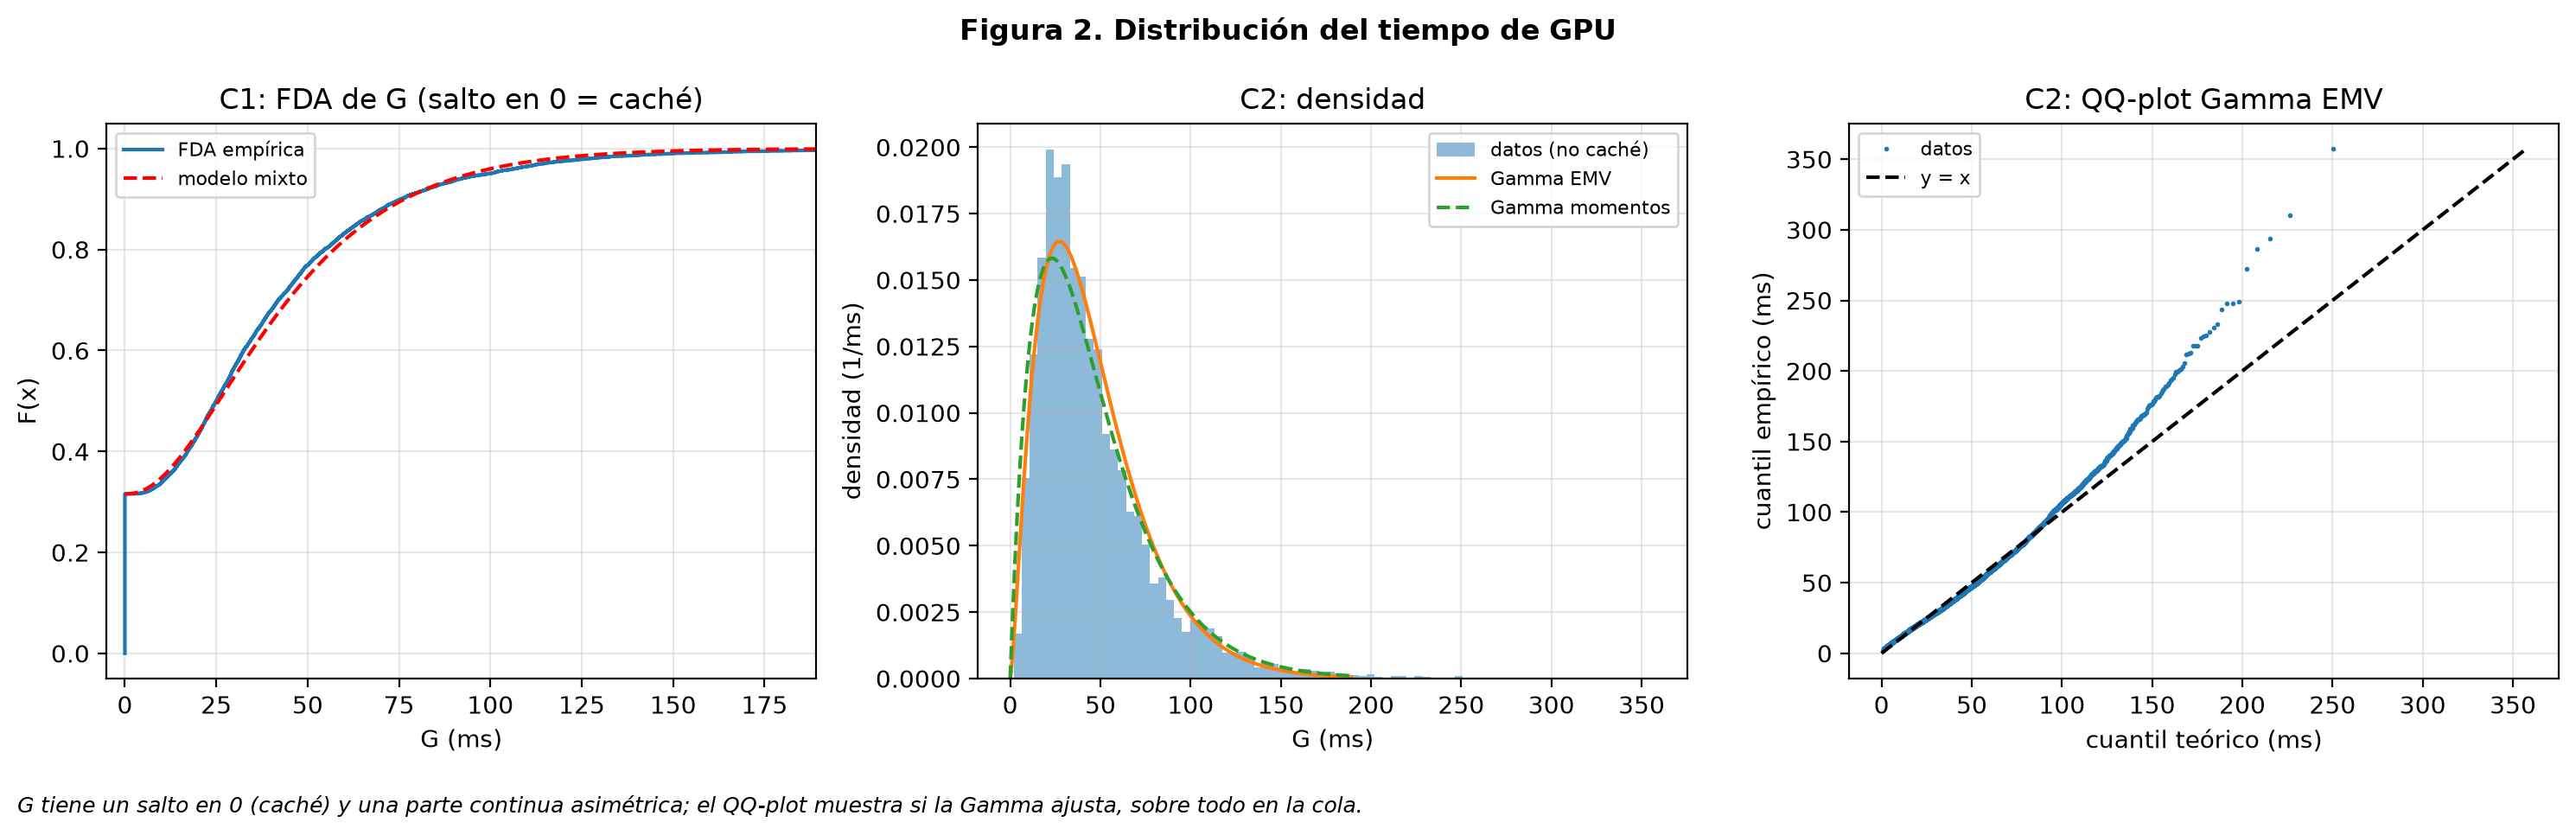 Figura 2. Distribución del tiempo de GPU
C1: FDA de G (salto en 0 = caché)
FDA empírica
modelo mixto
1.0
0.8
0.6
0.4
0.2
0.0
F(x)
0 25 50 75 100 125 150 175
G (ms)
C2: densidad
datos (no caché)
Gamma EMV
Gamma momentos
0.0200
0.0175
0.0150
0.0125
0.0100
0.0075
0.0050
0.0025
0.0000
densidad (1/ms)
0 50 100 150 200 250 300 350
G (ms)
C2: QQ-plot Gamma EMV
datos
y = x
350
300
250
200
150
100
50
0
cuantil empírico (ms)
0 50 100 150 200 250 300 350
cuantil teórico (ms)
G tiene un salto en 0 (caché) y una parte continua asimétrica; el QQ-plot muestra si la Gamma ajusta, sobre todo en la cola.